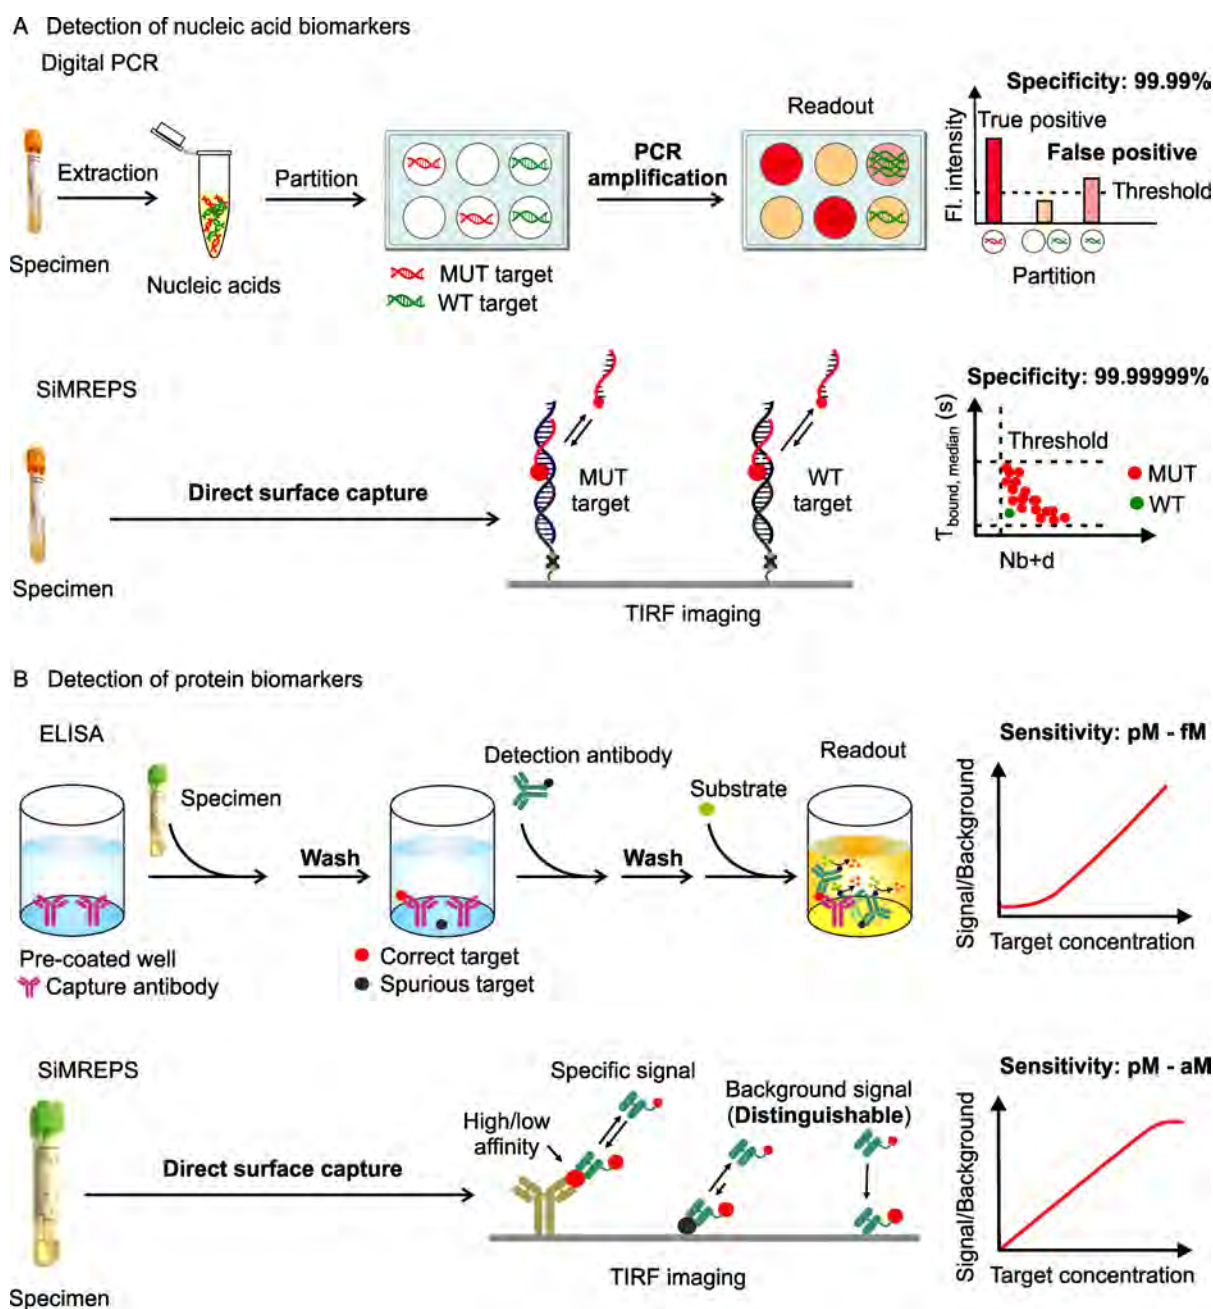 A Detection of nucleic acid biomarkers
Digital PCR
Specimen
Extraction
Nucleic acids
Partition
MUT target
WT target
PCR
amplification
Readout
Specificity: 99.99%
Fl. intensity
True positive
False positive
Threshold
Partition
SiMREPS
Specimen
Direct surface capture
MUT
target
WT
target
TIRF imaging
Specificity: 99.99999%
T bound, median (s)
Threshold
MUT
WT
Nb+d
B Detection of protein biomarkers
ELISA
Pre-coated well
Capture antibody
Specimen
Wash
Correct target
Spurious target
Detection antibody
Wash
Substrate
Readout
Sensitivity: pM - fM
Signal/Background
Target concentration
SiMREPS
Specimen
Direct surface capture
Specific signal
High/low
affinity
Background signal
(Distinguishable)
TIRF imaging
Sensitivity: pM - aM
Signal/Background
Target concentration